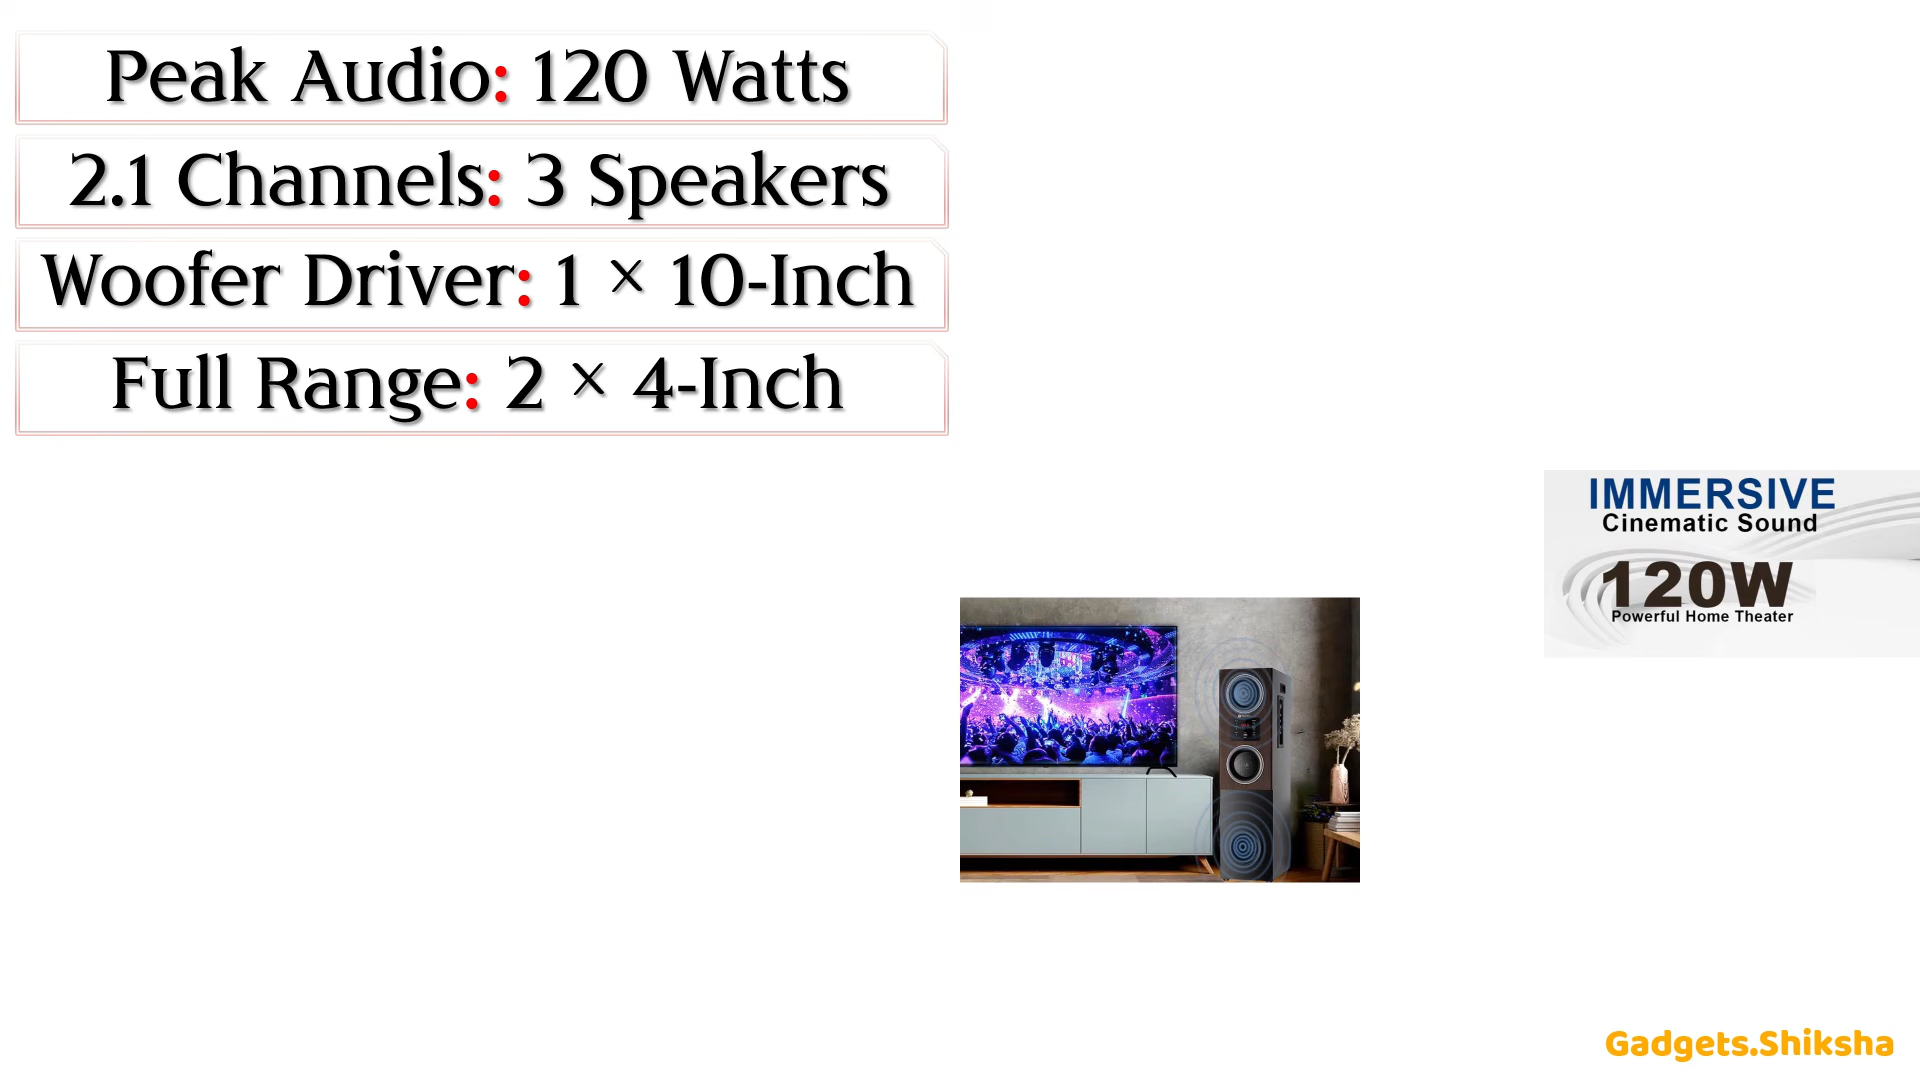 Peak Audio: 120 Watts
2.1 Channels: 3 Speakers
Woofer Driver: 1 × 10-Inch
Full Range: 2 × 4-Inch
IMMERSIVE
Cinematic Sound
120W
Powerful Home Theater
Gadgets.Shiksha